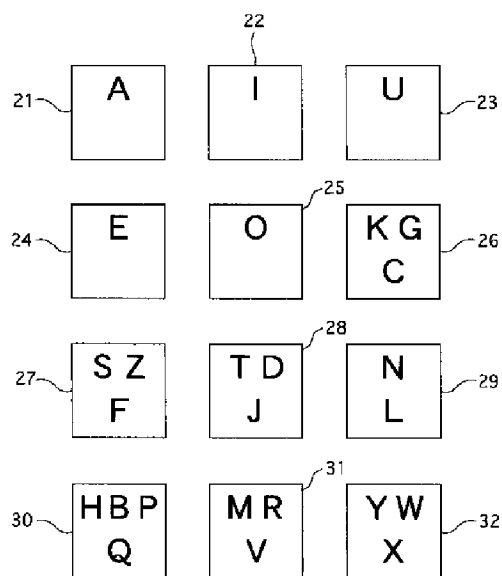 22
21 A I U 23
25
24 E O K G 26
C
28
27 S Z T D N 29
F J L
31
30 H B P M R Y W 32
Q V X